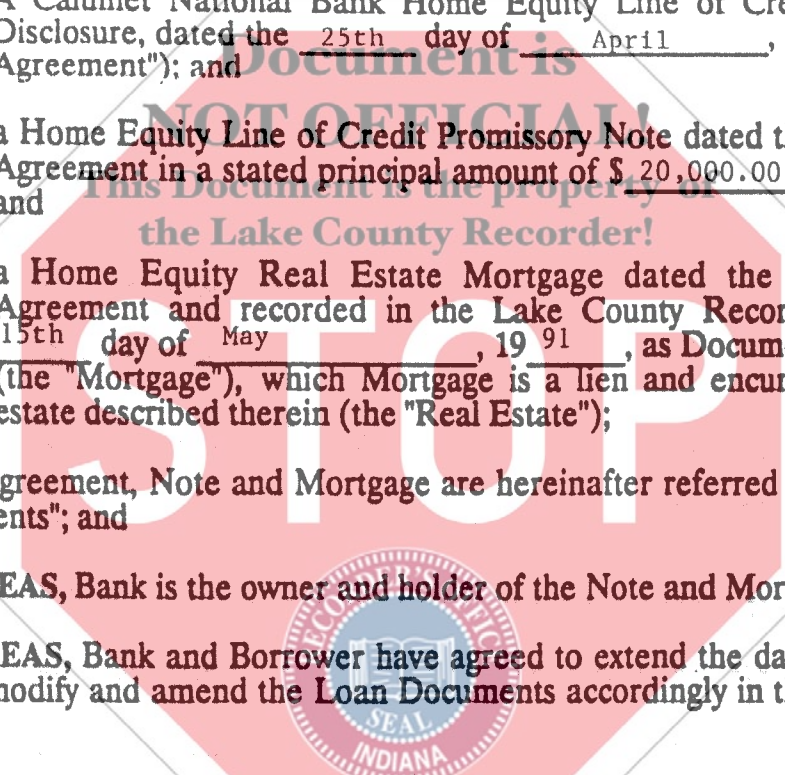 A Calumet National Bank Home Equity Line of Cre
Disclosure, dated the 25th day of April ,
Agreement"); and
Document is
NOT OFFICIAL!
a Home Equity Line of Credit Promissory Note dated t
Agreement in a stated principal amount of $ 20,000.00
This Document is the property of
and
the Lake County Recorder!
a Home Equity Real Estate Mortgage dated the
Agreement and recorded in the Lake County Recor
15th day of May , 19 91 , as Docum
(the "Mortgage"), which Mortgage is a lien and encu
estate described therein (the "Real Estate");
STOP
greement, Note and Mortgage are hereinafter referred
ents"; and
EAS, Bank is the owner and holder of the Note and Mor
EAS, Bank and Borrower have agreed to extend the da
modify and amend the Loan Documents accordingly in t
RECORDER'S OFFICE
SEAL
INDIANA